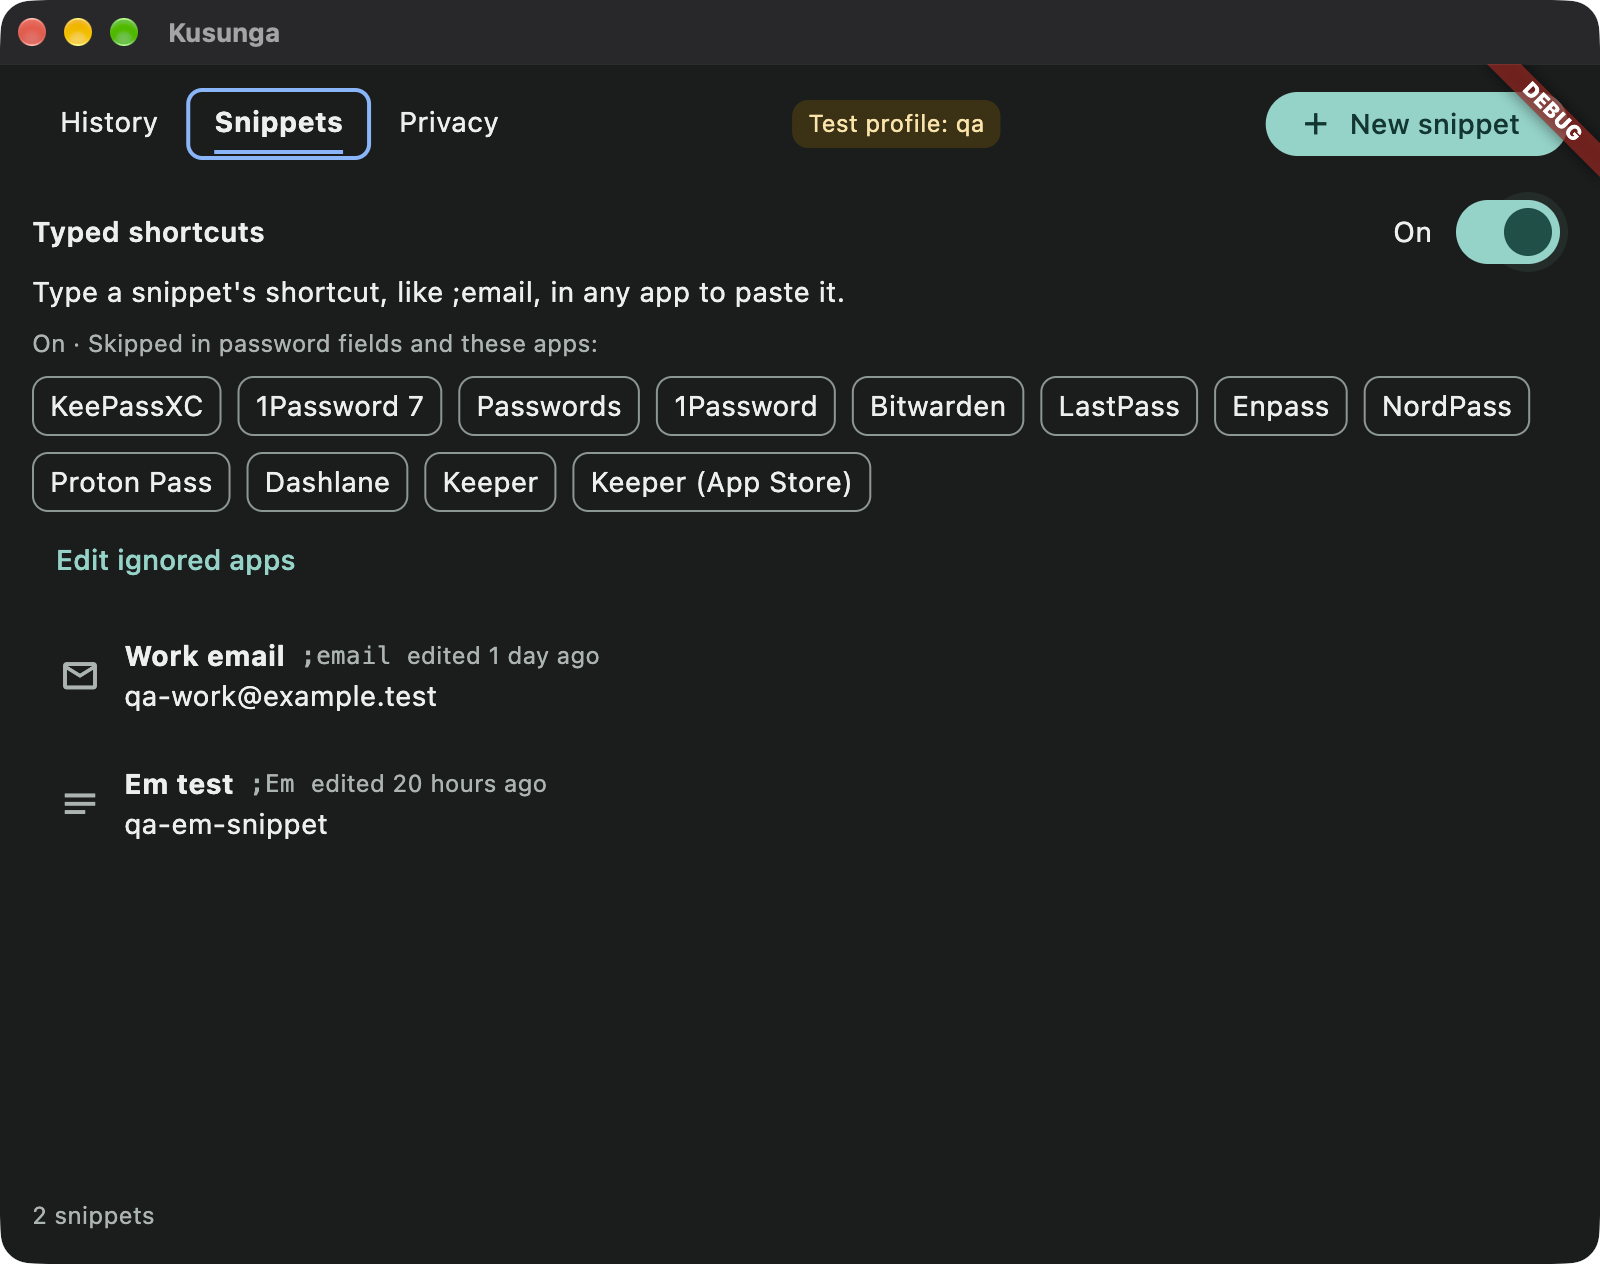 Kusunga
History Snippets Privacy Test profile: qa + New snippet DEBUG
Typed shortcuts On
Type a snippet's shortcut, like ;email, in any app to paste it.
On · Skipped in password fields and these apps:
KeePassXC 1Password 7 Passwords 1Password Bitwarden LastPass Enpass NordPass
Proton Pass Dashlane Keeper Keeper (App Store)
Edit ignored apps
Work email ;email edited 1 day ago
qa-work@example.test
Em test ;Em edited 20 hours ago
qa-em-snippet
2 snippets